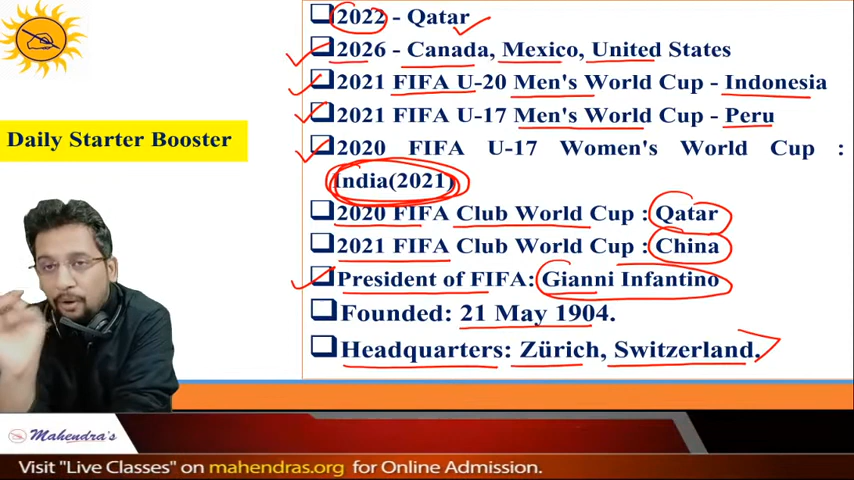 2022 - Qatar
2026 - Canada, Mexico, United States
2021 FIFA U-20 Men's World Cup - Indonesia
2021 FIFA U-17 Men's World Cup - Peru
Daily Starter Booster
2020 FIFA U-17 Women's World Cup :
India(2021)
2020 FIFA Club World Cup : Qatar
2021 FIFA Club World Cup : China
President of FIFA: Gianni Infantino
Founded: 21 May 1904.
Headquarters: Zürich, Switzerland.
Mahendra's
Visit "Live Classes" on mahendras.org for Online Admission.